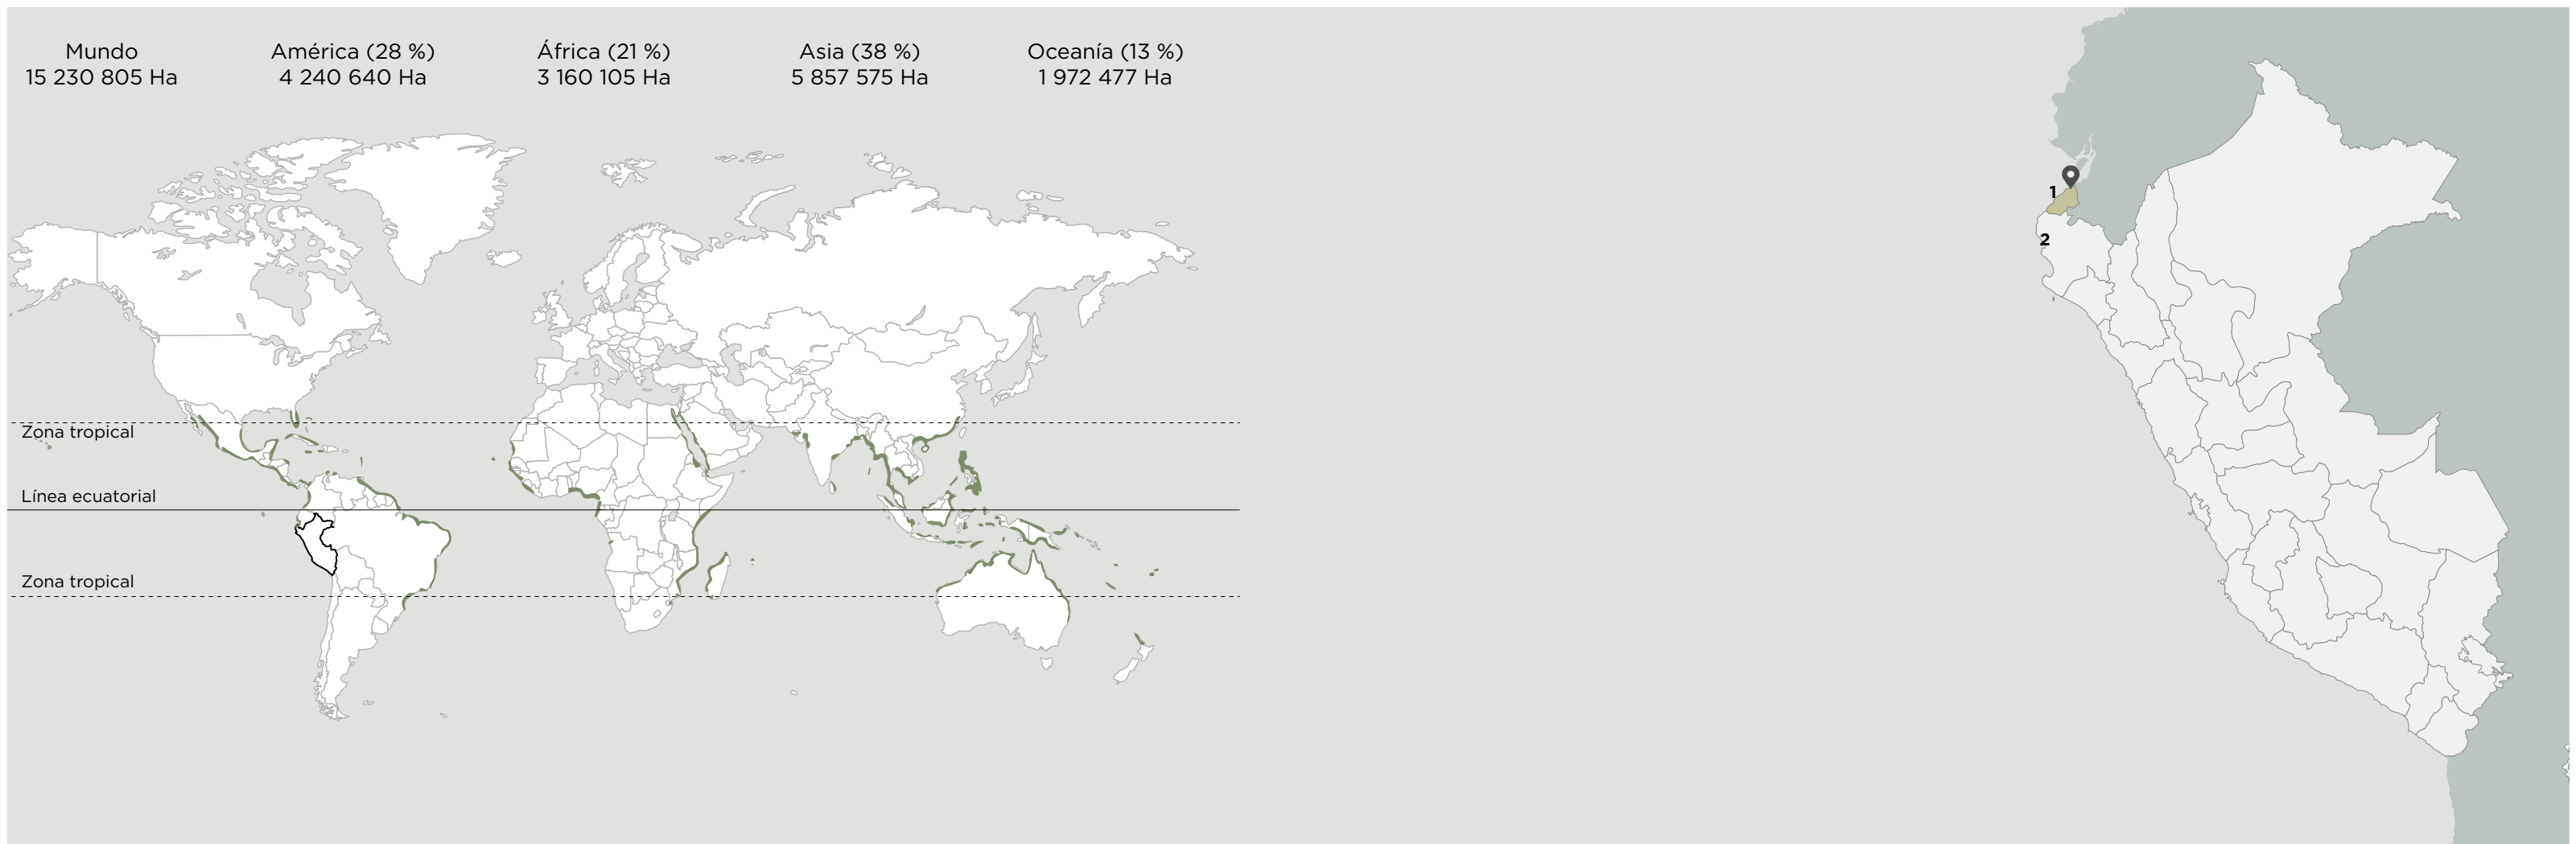 Mundo
15 230 805 Ha
América (28 %)
4 240 640 Ha
África (21 %)
3 160 105 Ha
Asia (38 %)
5 857 575 Ha
Oceanía (13 %)
1 972 477 Ha
Zona tropical
Línea ecuatorial
Zona tropical
1
2